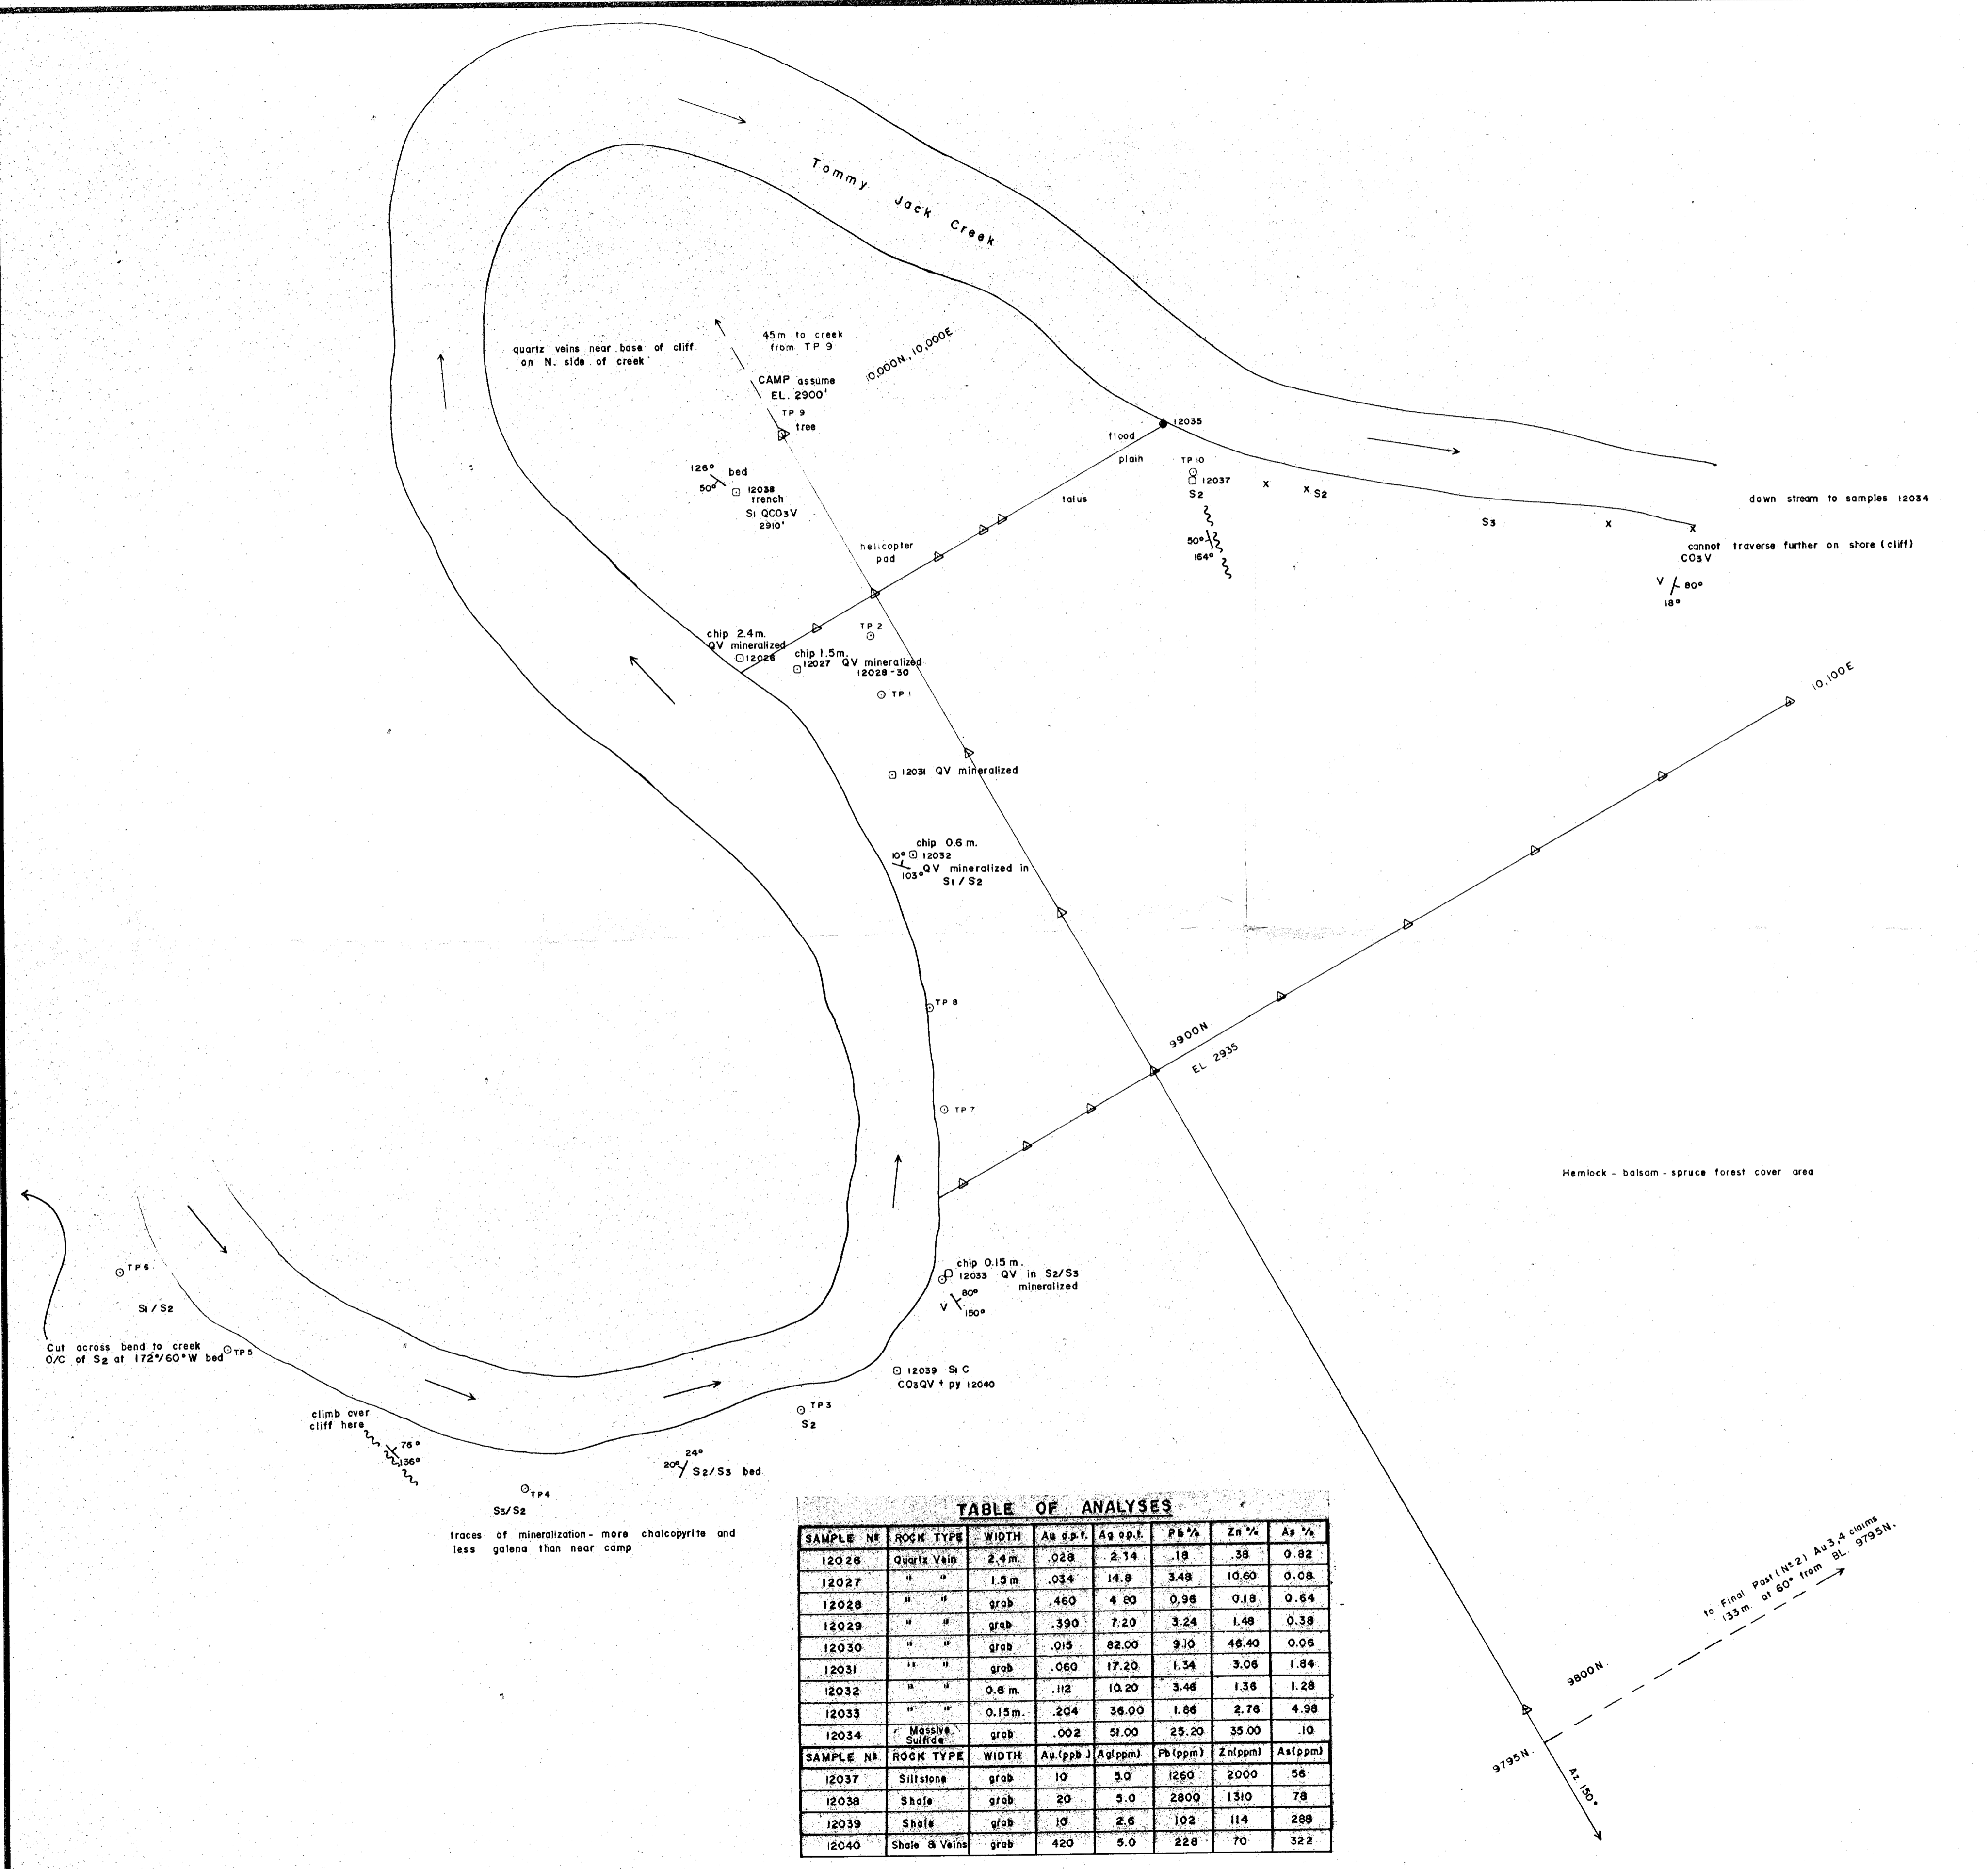 Tommy Jack Creek
45m to creek
from TP 9
quartz veins near base of cliff
on N. side of creek
10,000N, 10,000E
CAMP assume
EL. 2900'
TP 9
tree
12035
flood
plain
126° bed
50°
12038
trench
S1 QCO3V
2910'
talus
TP 10
12037
S2
S2
down stream to samples 12034
S3
50°
164°
cannot traverse further on shore (cliff)
CO3V
V 80°
18°
helicopter
pad
TP 2
chip 2.4m.
QV mineralized
12026
chip 1.5m.
12027 QV mineralized
12028-30
TP 1
10,100E
12031 QV mineralized
chip 0.6 m.
10° 12032
103° QV mineralized in
S1 / S2
TP 8
9900N
EL 2935
TP 7
Hemlock - balsam - spruce forest cover area
TP6
S1 / S2
chip 0.15 m.
12033 QV in S2/S3
mineralized
80°
V 150°
Cut across bend to creek
O/C of S2 at 172°/60°W bed
TP5
12039 S1C
CO3QV + py 12040
TP3
S2
climb over
cliff here
76°
136°
24°
20° S2/S3 bed
TP4
S3/S2
traces of mineralization - more chalcopyrite and
less galena than near camp
to Final Post (Nº2) Au 3,4 claims
133m at 60° from BL. 9795N.
9800N.
9795N.
Az 150°
TABLE OF ANALYSES
SAMPLE Nº ROCK TYPE WIDTH Au o.p.t. Ag o.p.t. Pb % Zn % As %
12026 Quartz Vein 2.4 m. .028 2.14 .18 .38 0.82
12027 " " 1.5 m .034 14.8 3.48 10.60 0.08
12028 " " grab .460 4.80 0.96 0.18 0.64
12029 " " grab .390 7.20 3.24 1.48 0.38
12030 " " grab .015 82.00 9.10 46.40 0.06
12031 " " grab .060 17.20 1.34 3.06 1.84
12032 " " 0.6 m. .112 10.20 3.46 1.36 1.28
12033 " " 0.15m. .204 36.00 1.86 2.76 4.98
12034 Massive Sulfide grab .002 51.00 25.20 35.00 .10
SAMPLE Nº ROCK TYPE WIDTH Au.(ppb) Ag(ppm) Pb(ppm) Zn(ppm) As(ppm)
12037 Siltstone grab 10 5.0 1260 2000 56
12038 Shale grab 20 5.0 2800 1310 78
12039 Shale grab 10 2.6 102 114 288
12040 Shale & Veins grab 420 5.0 228 70 322